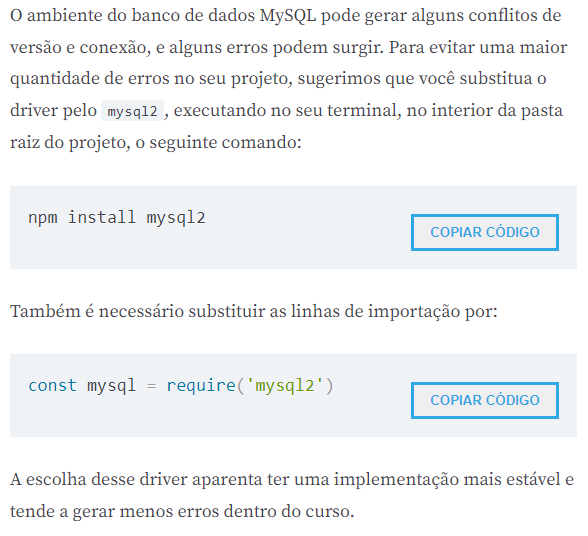 O ambiente do banco de dados MySQL pode gerar alguns conflitos de
versão e conexão, e alguns erros podem surgir. Para evitar uma maior
quantidade de erros no seu projeto, sugerimos que você substitua o
driver pelo mysql2 , executando no seu terminal, no interior da pasta
raiz do projeto, o seguinte comando:
npm install mysql2
COPIAR CÓDIGO
Também é necessário substituir as linhas de importação por:
const mysql = require('mysql2')
COPIAR CÓDIGO
A escolha desse driver aparenta ter uma implementação mais estável e
tende a gerar menos erros dentro do curso.